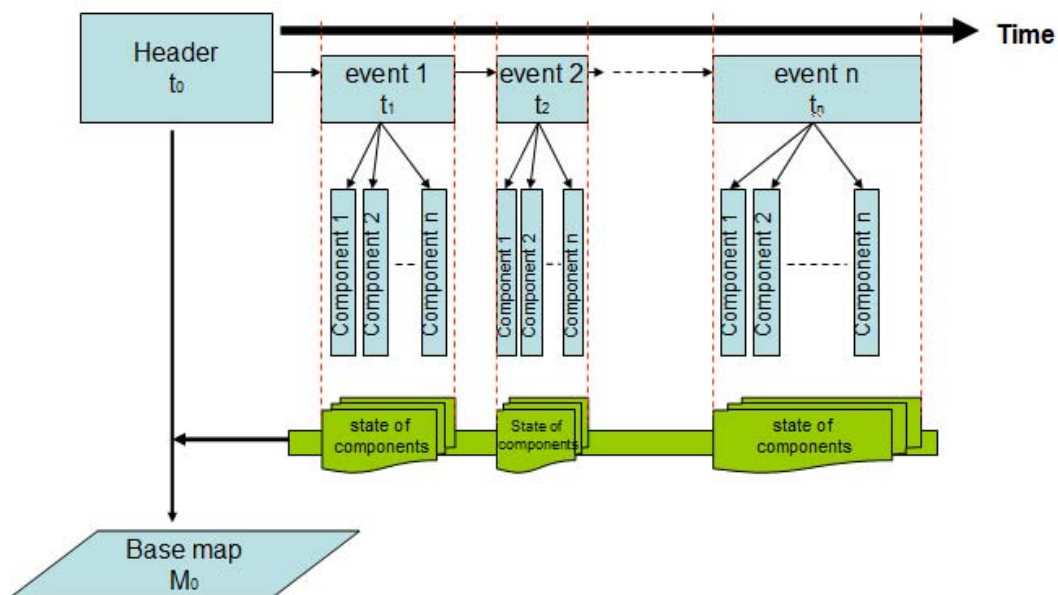 Time
Header
t₀
event 1
t₁
event 2
t₂
event n
tₙ
Component 1
Component 2
Component n
Component 1
Component 2
Component n
Component 1
Component 2
Component n
state of
components
State of
components
state of
components
Base map
M₀